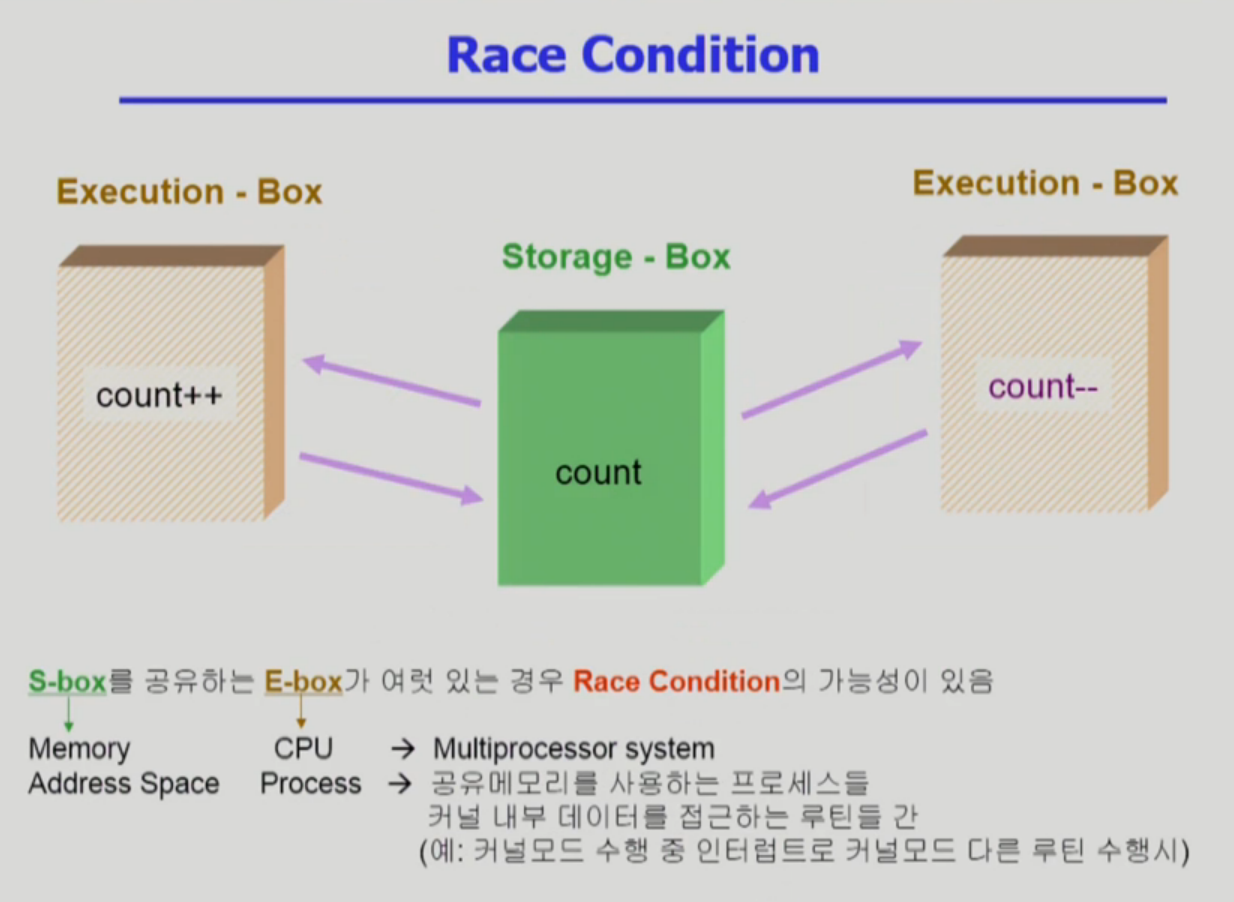 Race Condition
Execution - Box
Execution - Box
Storage - Box
count++
count--
count
S-box를 공유하는 E-box가 여럿 있는 경우 Race Condition의 가능성이 있음
Memory CPU → Multiprocessor system
Address Space Process → 공유메모리를 사용하는 프로세스들
커널 내부 데이터를 접근하는 루틴들 간
(예: 커널모드 수행 중 인터럽트로 커널모드 다른 루틴 수행시)